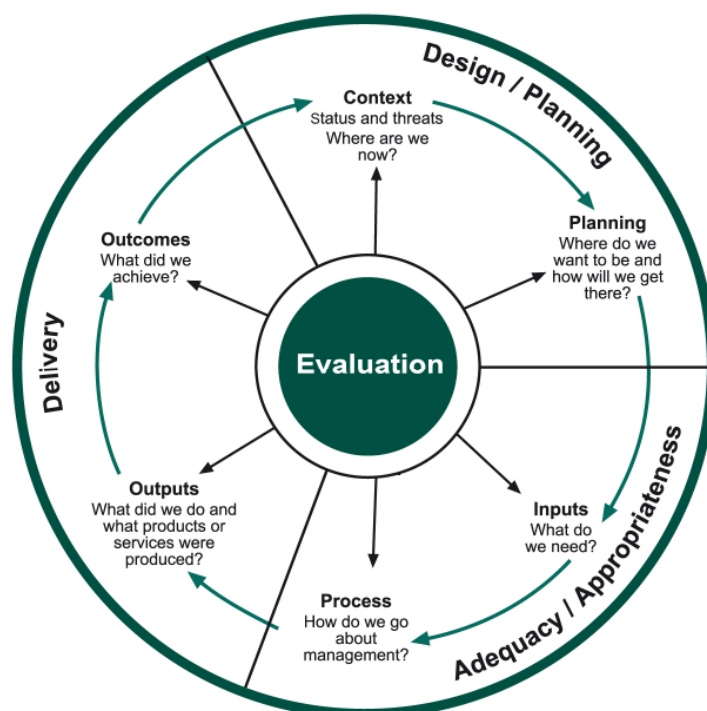 Design / Planning
Context
Status and threats
Where are we
now?
Planning
Where do we
want to be and
how will we get
there?
Outcomes
What did we
achieve?
Delivery
Evaluation
Outputs
What did we do and
what products or
services were
produced?
Inputs
What do
we need?
Process
How do we go
about
management?
Adequacy / Appropriateness